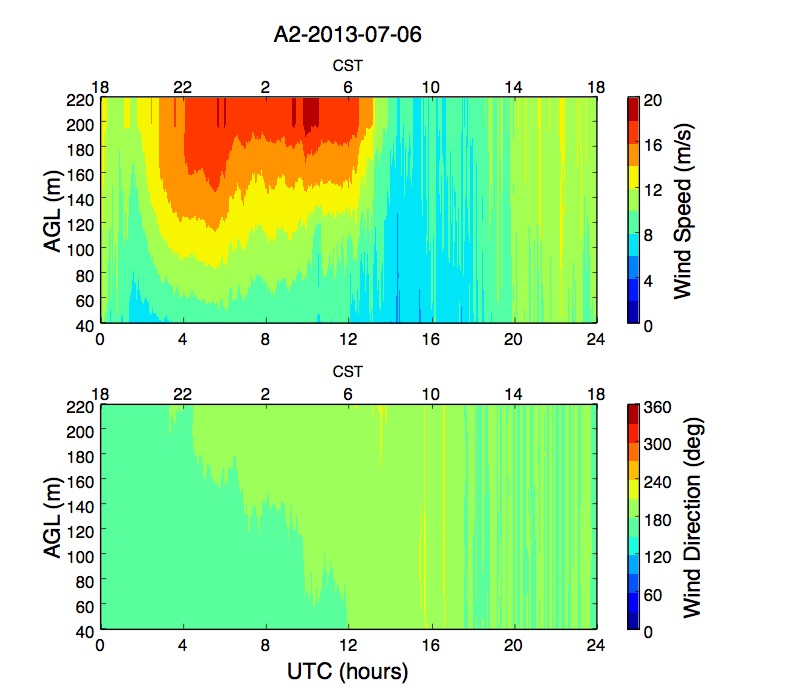 A2-2013-07-06
CST
18 22 2 6 10 14 18
220
200
180
160
140
120
100
80
60
40
AGL (m)
0 4 8 12 16 20 24
20
16
12
8
4
0
Wind Speed (m/s)
CST
18 22 2 6 10 14 18
220
200
180
160
140
120
100
80
60
40
AGL (m)
0 4 8 12 16 20 24
UTC (hours)
360
300
240
180
120
60
0
Wind Direction (deg)